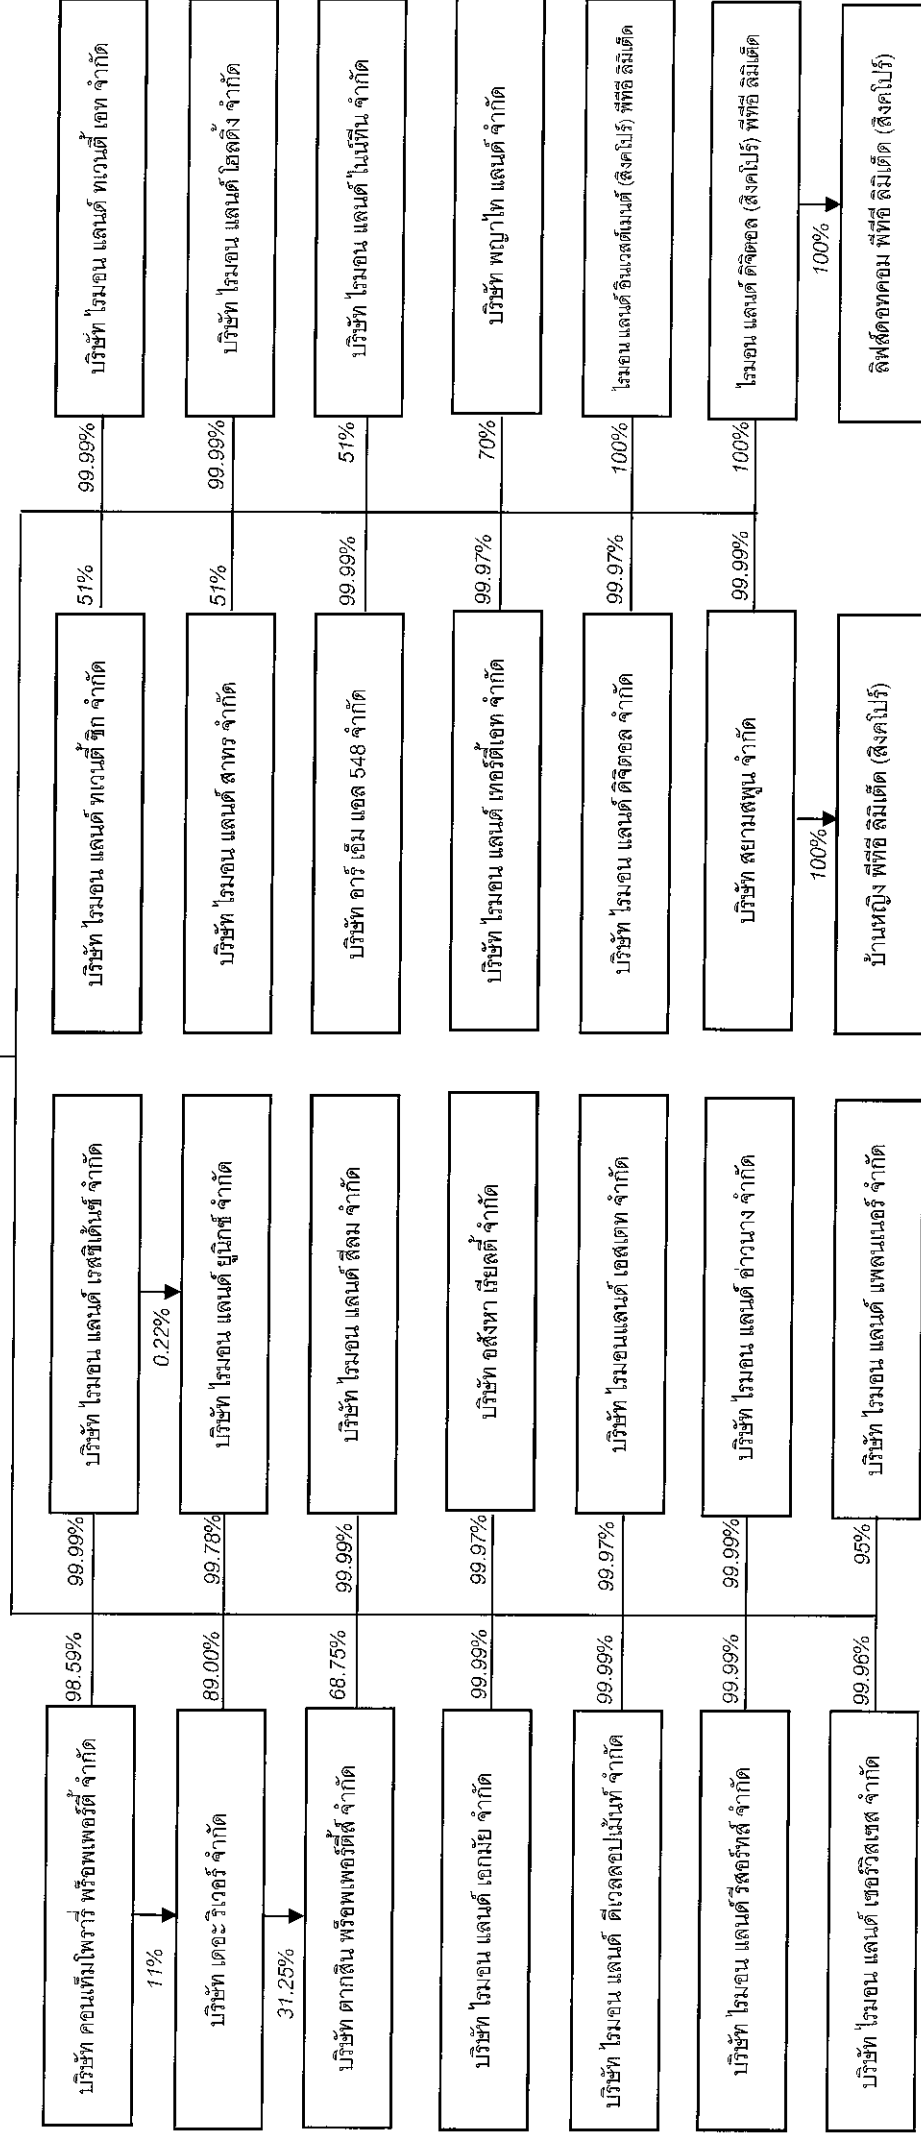 บริษัท คอนเท็มโพรารี่ พร็อพเพอร์ตี้ จำกัด
98.59%
99.99%
บริษัท ไรมอน แลนด์ เรสซิเด้นซ์ จำกัด
11%
0.22%
บริษัท เดอะ ริเวอร์ จำกัด
89.00%
99.78%
บริษัท ไรมอน แลนด์ ยูนิกซ์ จำกัด
31.25%
บริษัท ตากสิน พร็อพเพอร์ตี้ส์ จำกัด
68.75%
99.99%
บริษัท ไรมอน แลนด์ สีลม จำกัด
บริษัท ไรมอน แลนด์ เอกมัย จำกัด
99.99%
99.97%
บริษัท อสังหา เรียลตี้ จำกัด
บริษัท ไรมอน แลนด์ ดีเวลลอปเม้นท์ จำกัด
99.99%
99.97%
บริษัท ไรมอนแลนด์ เอสเตท จำกัด
บริษัท ไรมอน แลนด์ รีสอร์ทส์ จำกัด
99.99%
99.99%
บริษัท ไรมอน แลนด์ อ่าวนาง จำกัด
บริษัท ไรมอน แลนด์ เซอร์วิสเซส จำกัด
99.96%
95%
บริษัท ไรมอน แลนด์ แพลนเนอร์ จำกัด
บริษัท ไรมอน แลนด์ ทเวนตี้ ซิก จำกัด
51%
99.99%
บริษัท ไรมอน แลนด์ ทเวนตี้ เอท จำกัด
บริษัท ไรมอน แลนด์ สาทร จำกัด
51%
99.99%
บริษัท ไรมอน แลนด์ โฮลดิ้ง จำกัด
บริษัท อาร์ เอ็ม แอล 548 จำกัด
99.99%
51%
บริษัท ไรมอน แลนด์ ไนน์ทีน จำกัด
บริษัท ไรมอน แลนด์ เทอร์ตี้เอท จำกัด
99.97%
70%
บริษัท พญาไท แลนด์ จำกัด
บริษัท ไรมอน แลนด์ ดิจิตอล จำกัด
99.97%
100%
ไรมอน แลนด์ อินเวสต์เมนต์ (สิงคโปร์) พีทีอี ลิมิเต็ด
บริษัท สยามสพูน จำกัด
99.99%
100%
ไรมอน แลนด์ ดิจิตอล (สิงคโปร์) พีทีอี ลิมิเต็ด
100%
100%
บ้านหญิง พีทีอี ลิมิเต็ด (สิงคโปร์)
ลิฟส์ดอทคอม พีทีอี ลิมิเต็ด (สิงคโปร์)